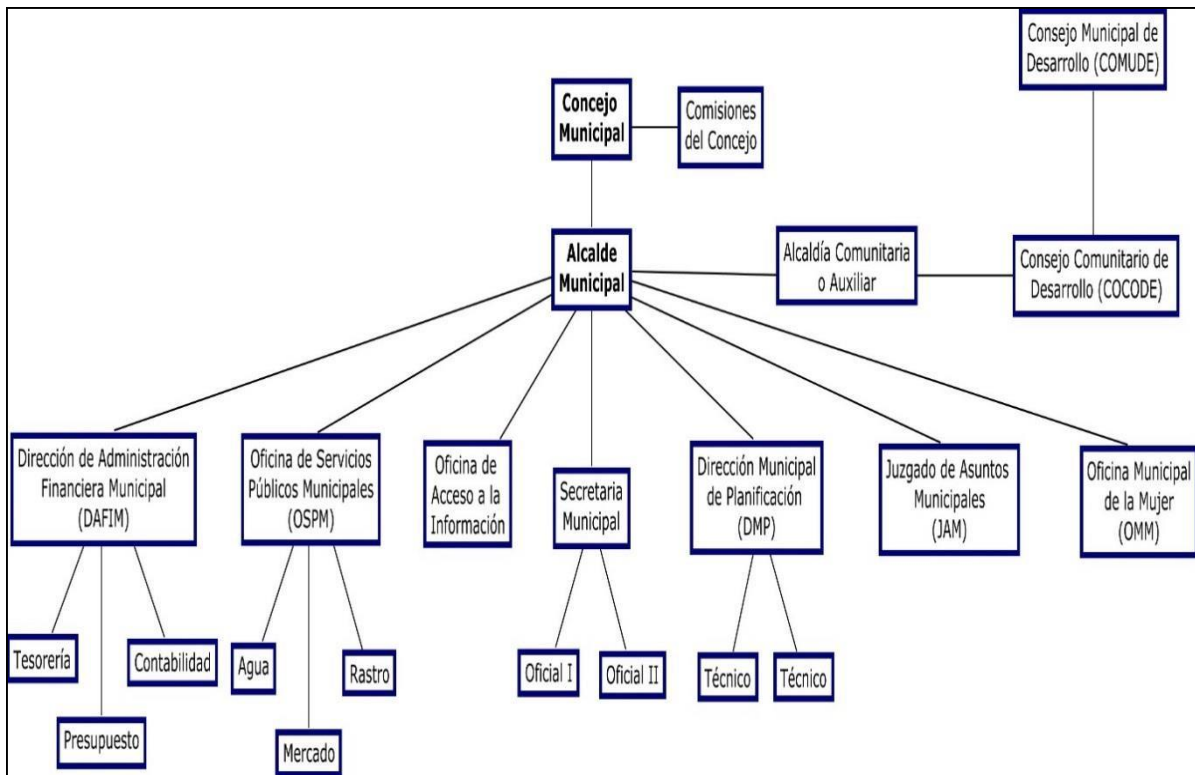 Consejo Municipal de
Desarrollo (COMUDE)
Concejo
Municipal
Comisiones
del Concejo
Alcalde
Municipal
Alcaldía Comunitaria
o Auxiliar
Consejo Comunitario de
Desarrollo (COCODE)
Dirección de Administración
Financiera Municipal
(DAFIM)
Oficina de Servicios
Públicos Municipales
(OSPM)
Oficina de
Acceso a la
Información
Secretaria
Municipal
Dirección Municipal
de Planificación
(DMP)
Juzgado de Asuntos
Municipales
(JAM)
Oficina Municipal
de la Mujer
(OMM)
Tesorería
Presupuesto
Contabilidad
Agua
Mercado
Rastro
Oficial I
Oficial II
Técnico
Técnico